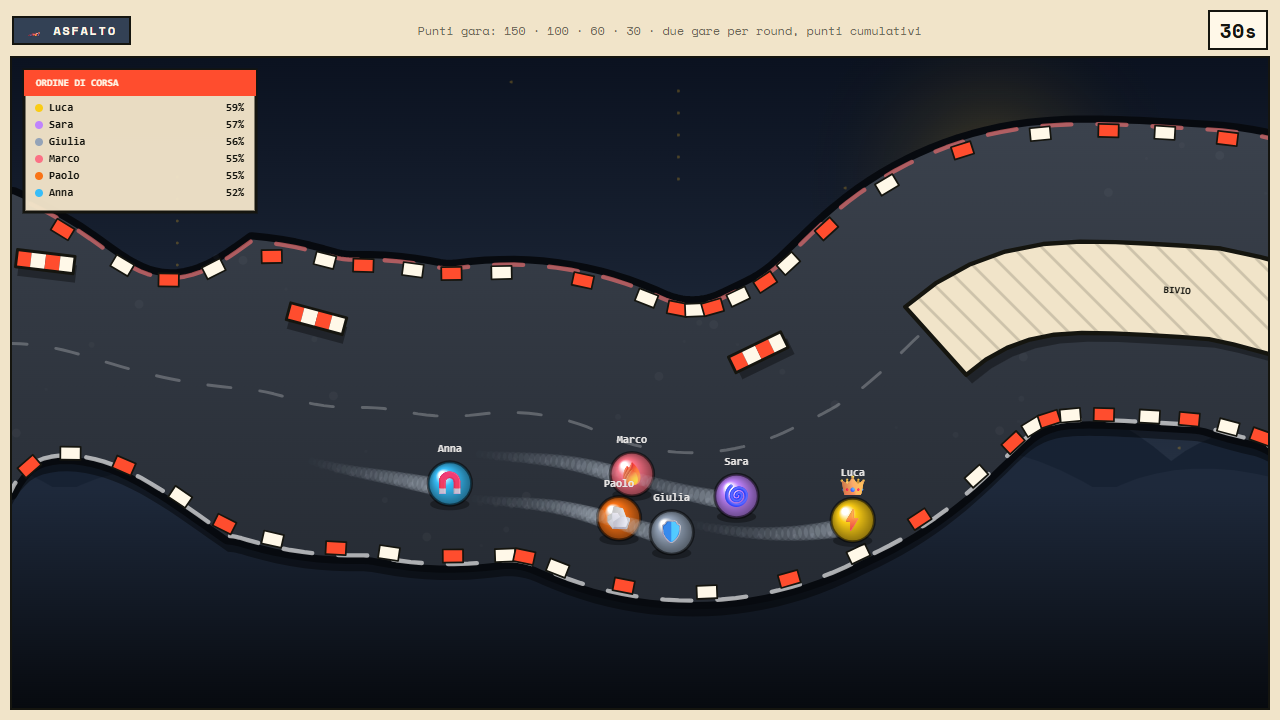 ASFALTO
Punti gara: 150 · 100 · 60 · 30 · due gare per round, punti cumulativi
30s
ORDINE DI CORSA
Luca 59%
Sara 57%
Giulia 56%
Marco 55%
Paolo 55%
Anna 52%
BIVIO
Marco
Anna
Sara
Luca
Paolo
Giulia